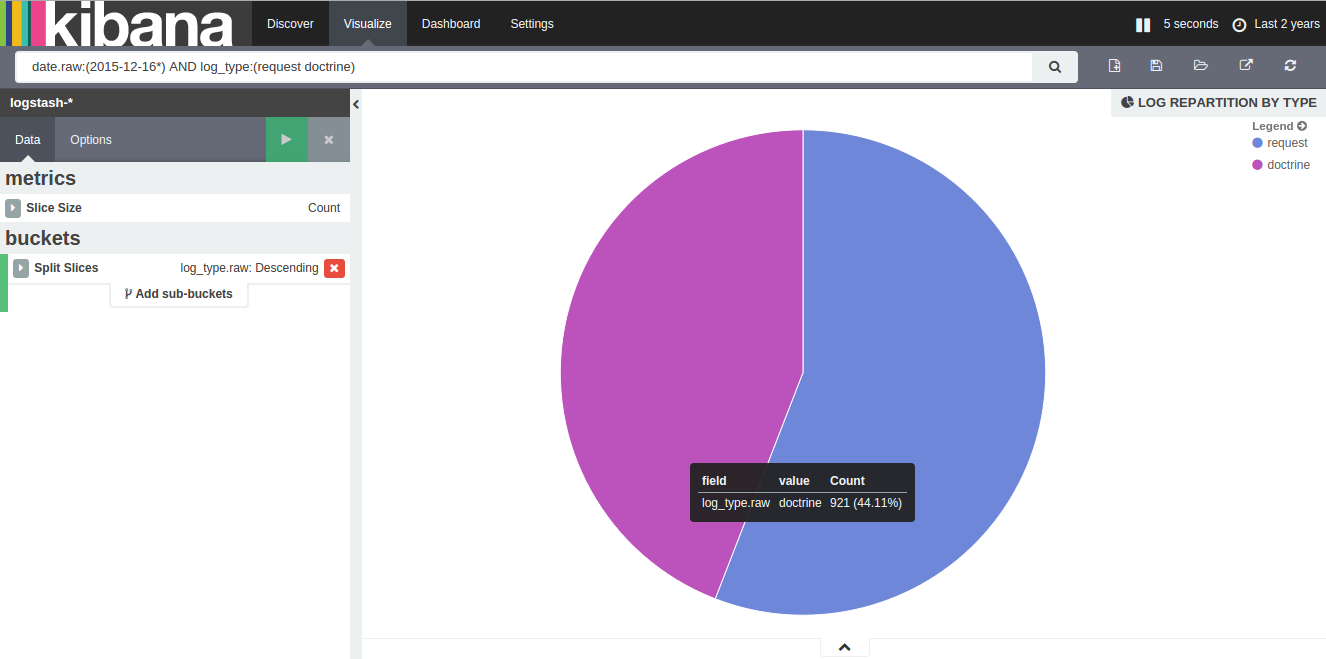 kibana Discover Visualize Dashboard Settings 5 seconds Last 2 years
date.raw:(2015-12-16*) AND log_type:(request doctrine)
logstash-*
LOG REPARTITION BY TYPE
Data Options
Legend
request
doctrine
metrics
Slice Size Count
buckets
Split Slices log_type.raw: Descending
Add sub-buckets
field value Count
log_type.raw doctrine 921 (44.11%)